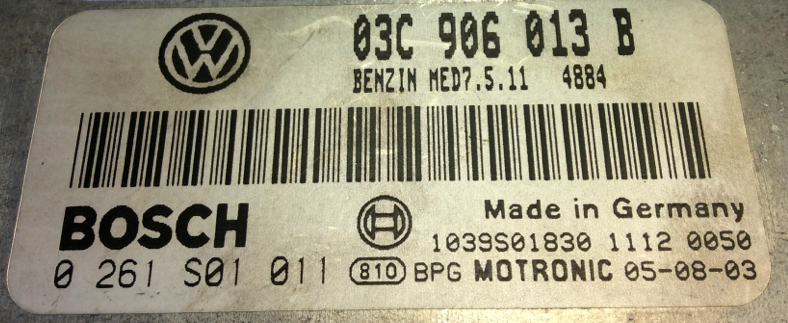 VW
03C 906 013 B
BENZIN MED7.5.11 4884
BOSCH
Made in Germany
1039S01830 1112 0050
0 261 S01 011 810 BPG MOTRONIC 05-08-03